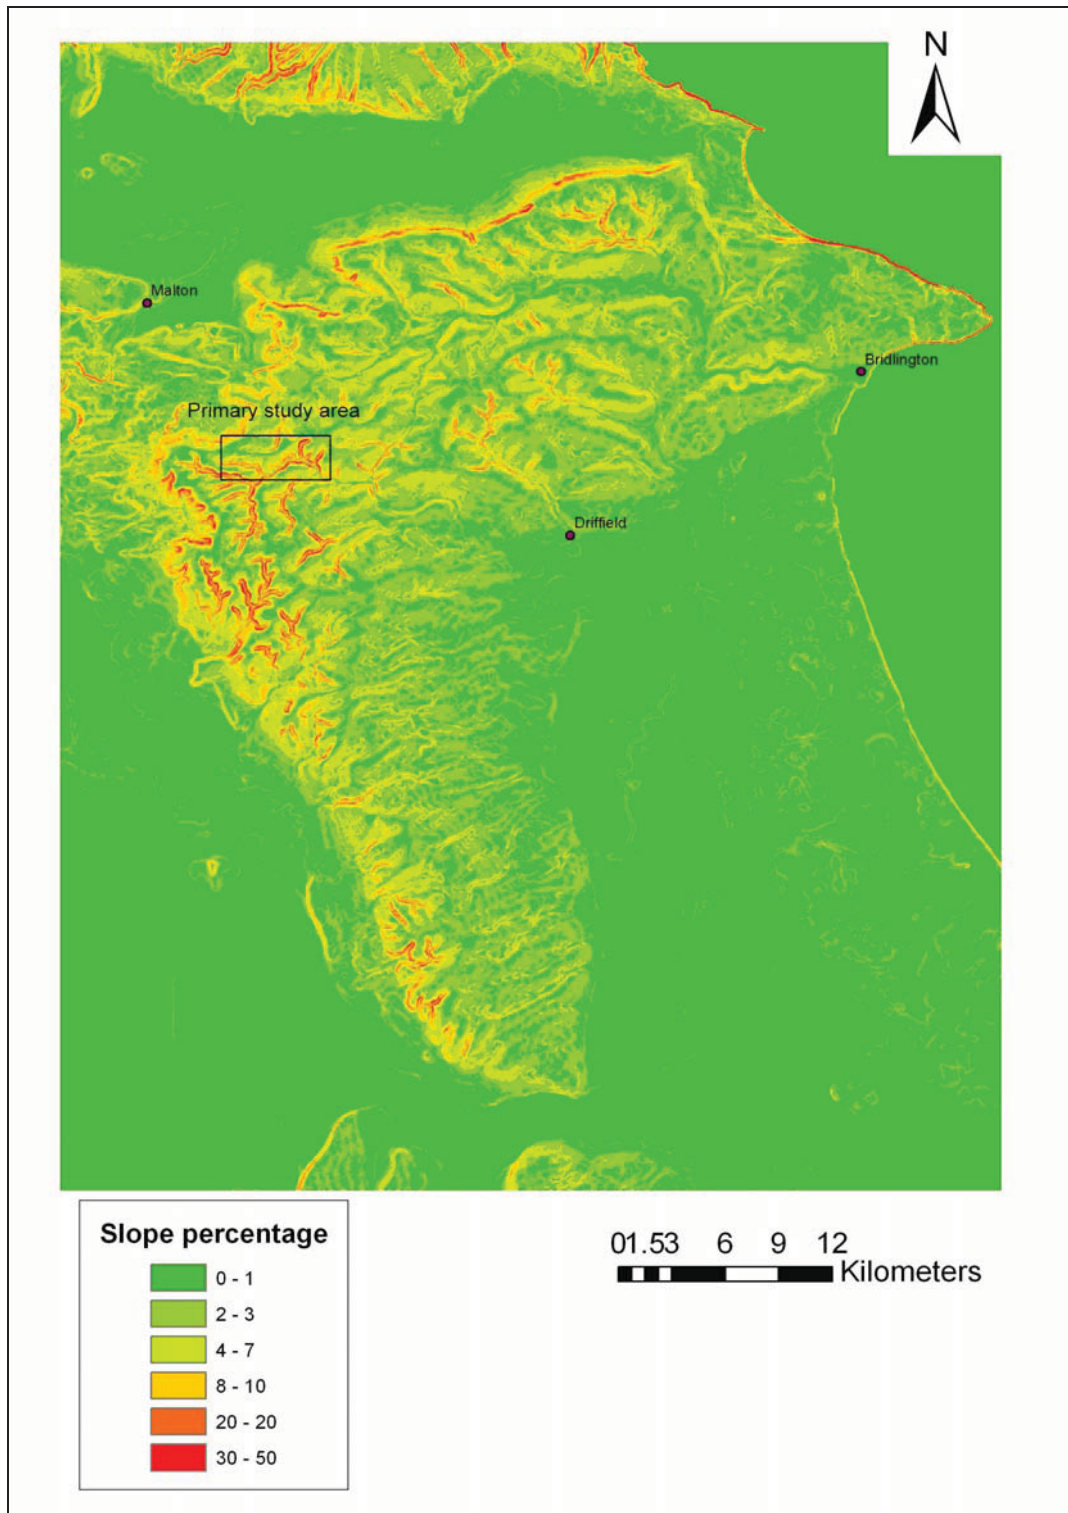 N
Malton
Bridlington
Primary study area
Driffield
Slope percentage
0 - 1
2 - 3
4 - 7
8 - 10
20 - 20
30 - 50
01.53 6 9 12
Kilometers